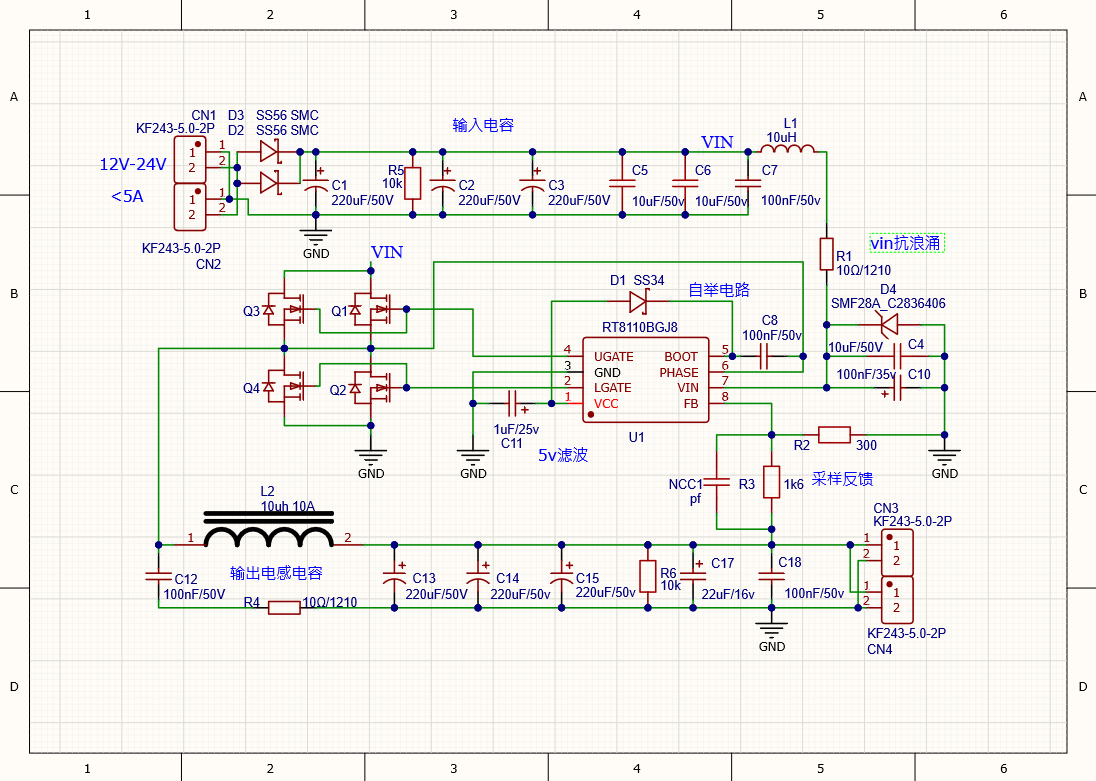 1 2 3 4 5 6
A
A
CN1 D3 SS56 SMC
KF243-5.0-2P D2 SS56 SMC
输入电容
L1
10uH
VIN
12V-24V
<5A
1 1
2 2
1 1
2 2
R5
10k
C1
220uF/50V
C2
220uF/50V
C3
220uF/50V
C5
10uF/50v
C6
10uF/50v
C7
100nF/50v
GND
KF243-5.0-2P
CN2
VIN
R1
10Ω/1210
vin抗浪涌
B
B
Q3
Q1
D1 SS34
自举电路
D4
SMF28A_C2836406
RT8110BGJ8
C8
100nF/50v
10uF/50V
C4
100nF/35v
C10
4 UGATE BOOT 5
3 GND PHASE 6
2 LGATE VIN 7
1 VCC FB 8
U1
Q4
Q2
1uF/25v
C11
5v滤波
R2
300
GND
GND
GND
C
C
NCC1
pf
R3
1k6
采样反馈
L2
10uh 10A
1
2
CN3
KF243-5.0-2P
1 1
2 2
1 1
2 2
C12
100nF/50V
输出电感电容
R4
10Ω/1210
C13
220uF/50V
C14
220uF/50v
C15
220uF/50v
R6
10k
C17
22uF/16v
C18
100nF/50v
GND
KF243-5.0-2P
CN4
D
D
1 2 3 4 5 6